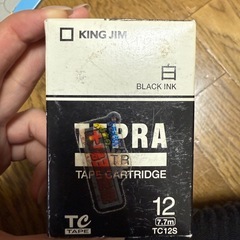 KING JIM
白
BLACK INK
TEPRA
TR
TAPE CARTRIDGE
TC
TAPE
12
7.7m
TC12S